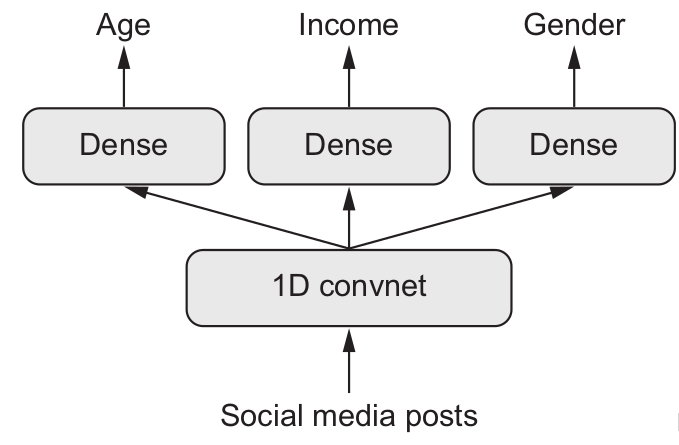 Age Income Gender
Dense Dense Dense
1D convnet
Social media posts